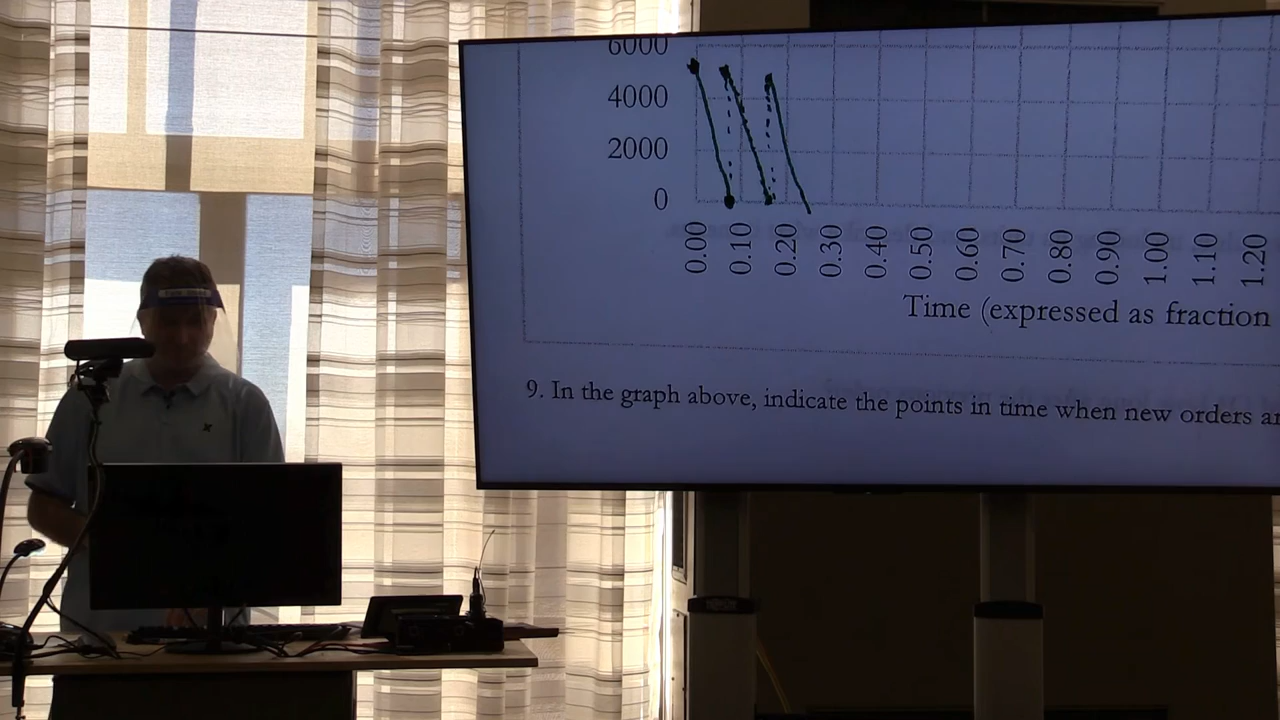 6000
4000
2000
0
0.00 0.10 0.20 0.30 0.40 0.50 0.60 0.70 0.80 0.90 1.00 1.10 1.20
Time (expressed as fraction
9. In the graph above, indicate the points in time when new orders